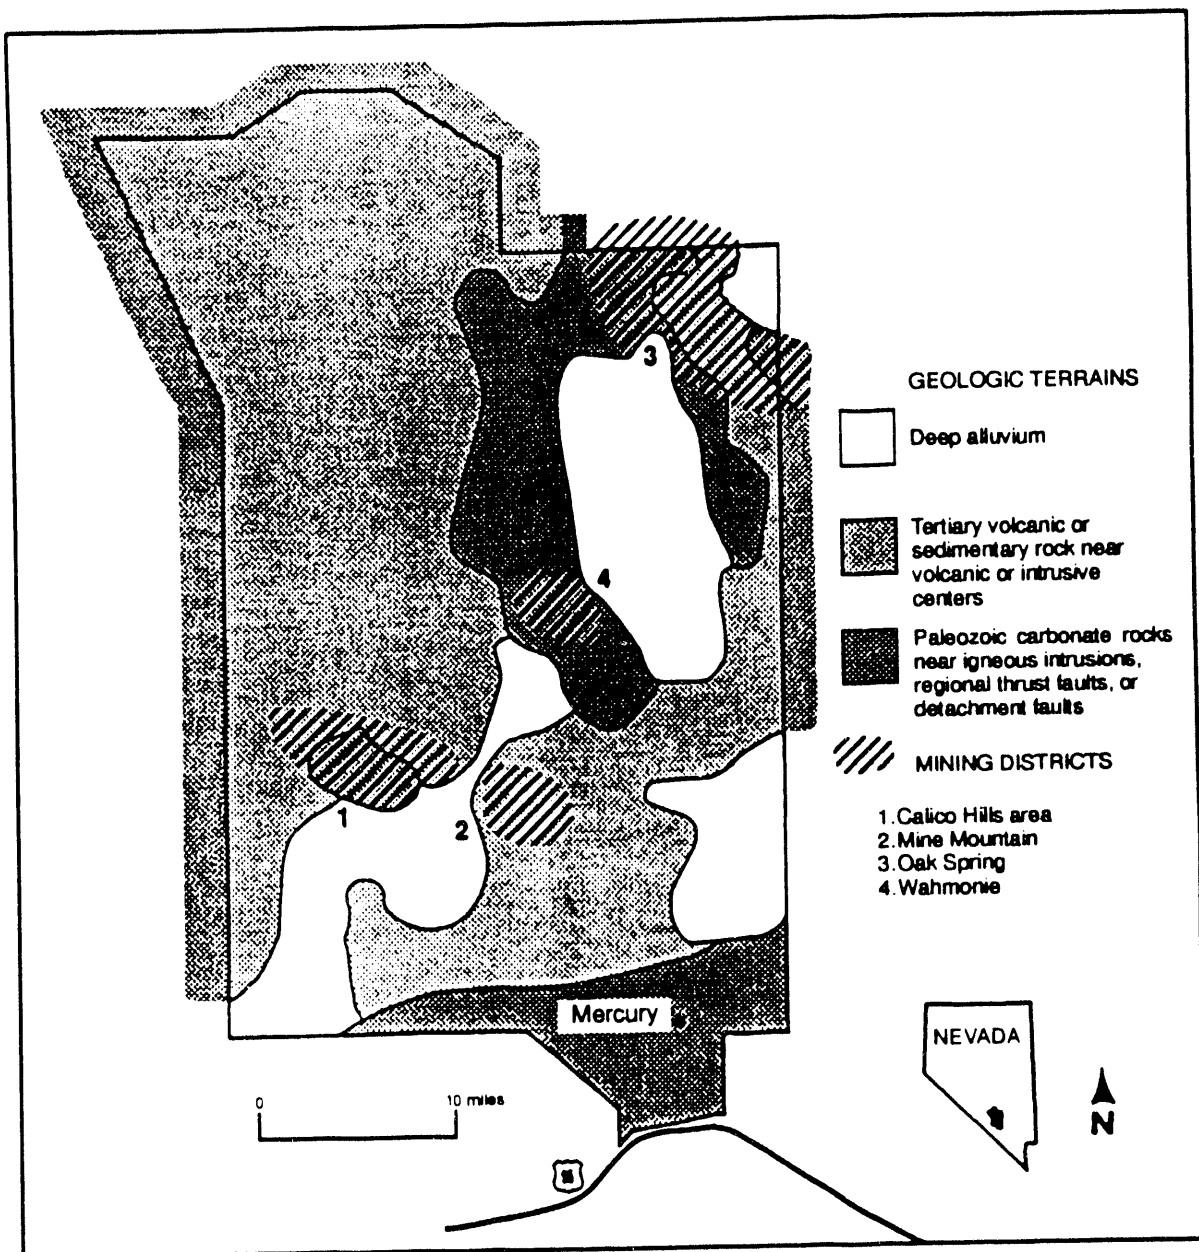 3
4
1
2
Mercury
0 10 miles
GEOLOGIC TERRAINS
Deep alluvium
Tertiary volcanic or
sedimentary rock near
volcanic or intrusive
centers
Paleozoic carbonate rocks
near igneous intrusions,
regional thrust faults, or
detachment faults
MINING DISTRICTS
1.Calico Hills area
2.Mine Mountain
3.Oak Spring
4.Wahmonie
NEVADA
N